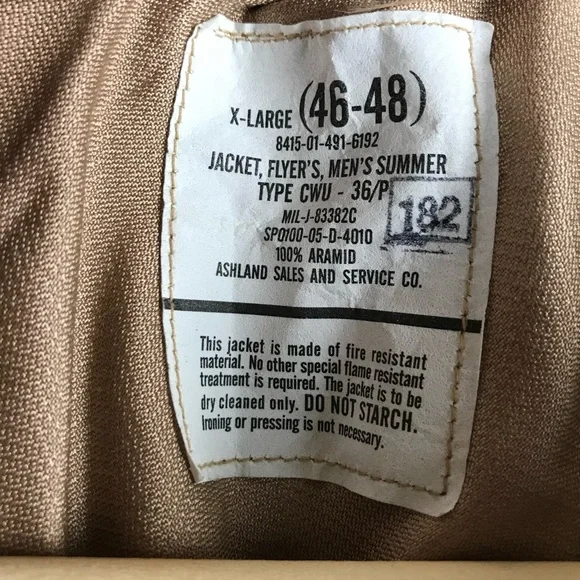 X-LARGE (46-48)
8415-01-491-6192
JACKET, FLYER'S, MEN'S SUMMER
TYPE CWU - 36/P
182
MIL-J-83382C
SPO100-05-D-4010
100% ARAMID
ASHLAND SALES AND SERVICE CO.
This jacket is made of fire resistant
material. No other special flame resistant
treatment is required. The jacket is to be
dry cleaned only. DO NOT STARCH.
Ironing or pressing is not necessary.